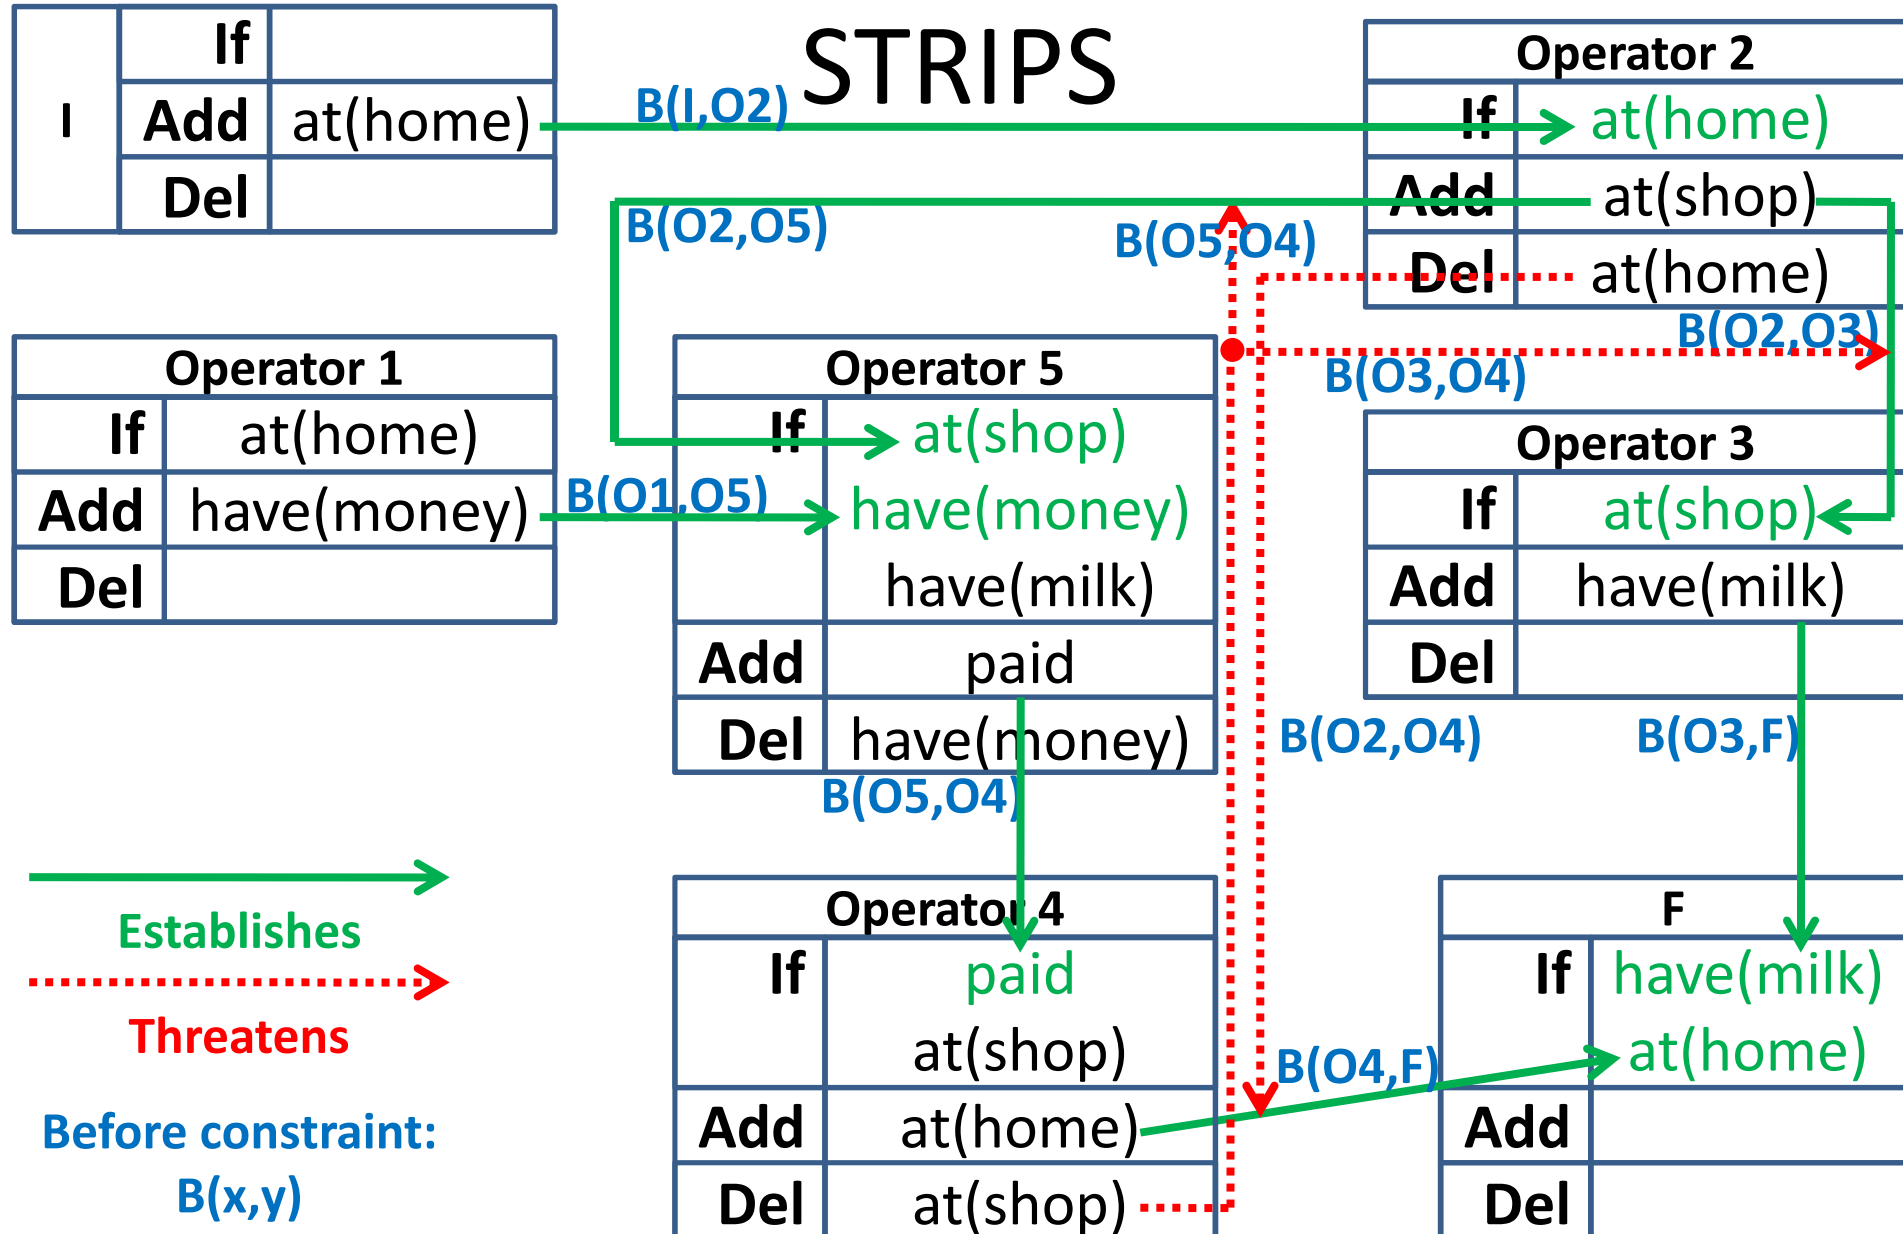 STRIPS
I
If
Add at(home)
Del
B(I,O2)
Operator 2
If at(home)
Add at(shop)
Del at(home)
B(O2,O5)
B(O5,O4)
B(O2,O3)
B(O3,O4)
Operator 1
If at(home)
Add have(money)
Del
B(O1,O5)
Operator 5
If at(shop)
have(money)
have(milk)
Add paid
Del have(money)
Operator 3
If at(shop)
Add have(milk)
Del
B(O5,O4)
B(O2,O4)
B(O3,F)
Establishes
Threatens
Before constraint:
B(x,y)
Operator 4
If paid
at(shop)
Add at(home)
Del at(shop)
B(O4,F)
F
If have(milk)
at(home)
Add
Del